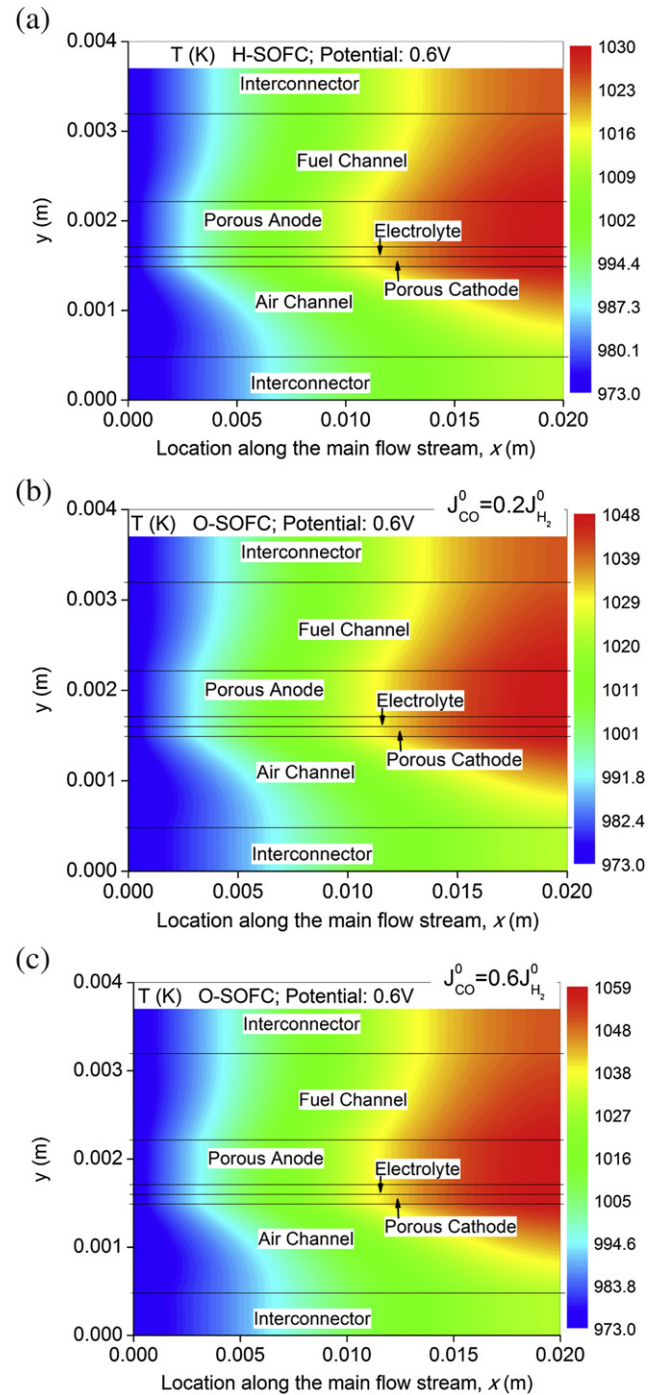 (a)
T (K) H-SOFC; Potential: 0.6V
Interconnector
Fuel Channel
Porous Anode
Electrolyte
Porous Cathode
Air Channel
Interconnector
0.004
0.003
0.002
0.001
0.000
y (m)
0.000 0.005 0.010 0.015 0.020
Location along the main flow stream, x (m)
1030
1023
1016
1009
1002
994.4
987.3
980.1
973.0
(b)
J⁰CO=0.2J⁰H₂
T (K) O-SOFC; Potential: 0.6V
Interconnector
Fuel Channel
Porous Anode
Electrolyte
Porous Cathode
Air Channel
Interconnector
0.004
0.003
0.002
0.001
0.000
y (m)
0.000 0.005 0.010 0.015 0.020
Location along the main flow stream, x (m)
1048
1039
1029
1020
1011
1001
991.8
982.4
973.0
(c)
J⁰CO=0.6J⁰H₂
T (K) O-SOFC; Potential: 0.6V
Interconnector
Fuel Channel
Porous Anode
Electrolyte
Porous Cathode
Air Channel
Interconnector
0.004
0.003
0.002
0.001
0.000
y (m)
0.000 0.005 0.010 0.015 0.020
Location along the main flow stream, x (m)
1059
1048
1038
1027
1016
1005
994.6
983.8
973.0